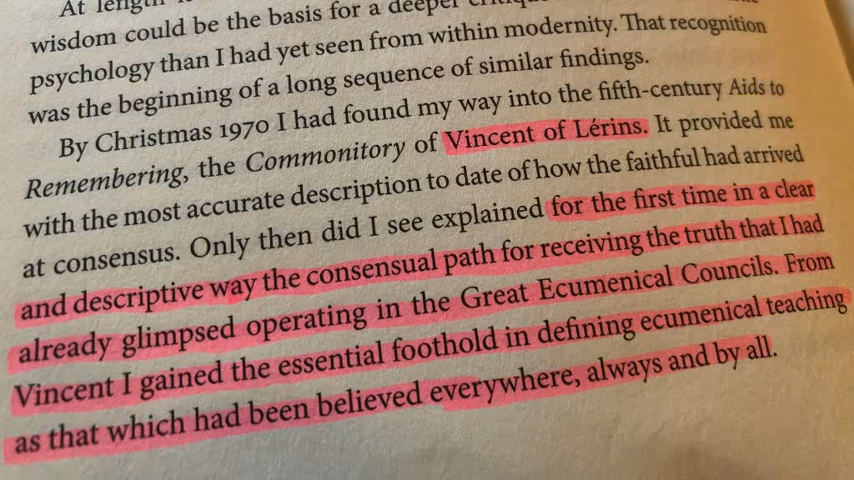 At length
wisdom could be the basis for a deeper
psychology than I had yet seen from within modernity. That recognition
was the beginning of a long sequence of similar findings.
By Christmas 1970 I had found my way into the fifth-century Aids to
Remembering, the Commonitory of Vincent of Lérins. It provided me
with the most accurate description to date of how the faithful had arrived
at consensus. Only then did I see explained for the first time in a clear
and descriptive way the consensual path for receiving the truth that I had
already glimpsed operating in the Great Ecumenical Councils. From
Vincent I gained the essential foothold in defining ecumenical teaching
as that which had been believed everywhere, always and by all.